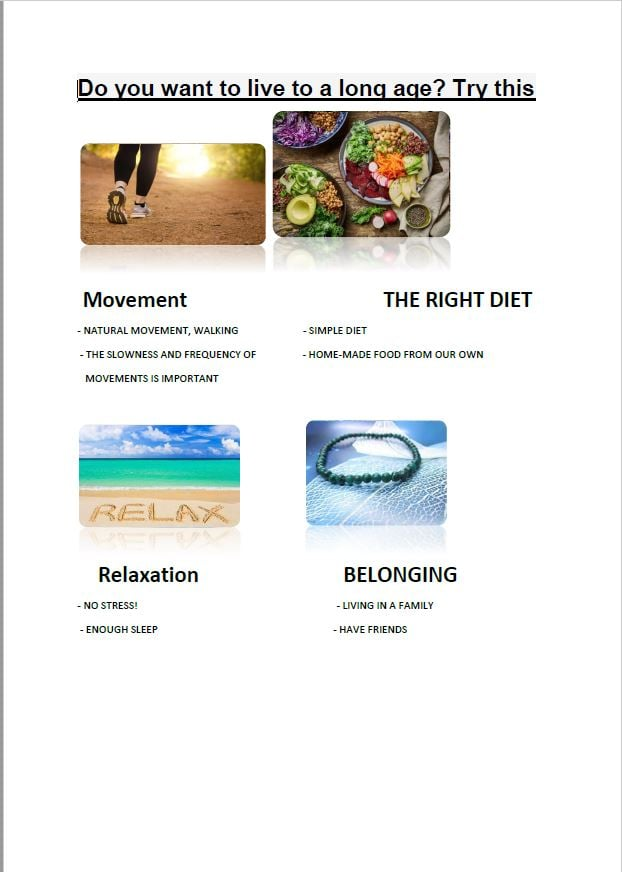 Do you want to live to a long age? Try this
Movement
- NATURAL MOVEMENT, WALKING
- THE SLOWNESS AND FREQUENCY OF
MOVEMENTS IS IMPORTANT
THE RIGHT DIET
- SIMPLE DIET
- HOME-MADE FOOD FROM OUR OWN
RELAX
Relaxation
- NO STRESS!
- ENOUGH SLEEP
BELONGING
- LIVING IN A FAMILY
- HAVE FRIENDS